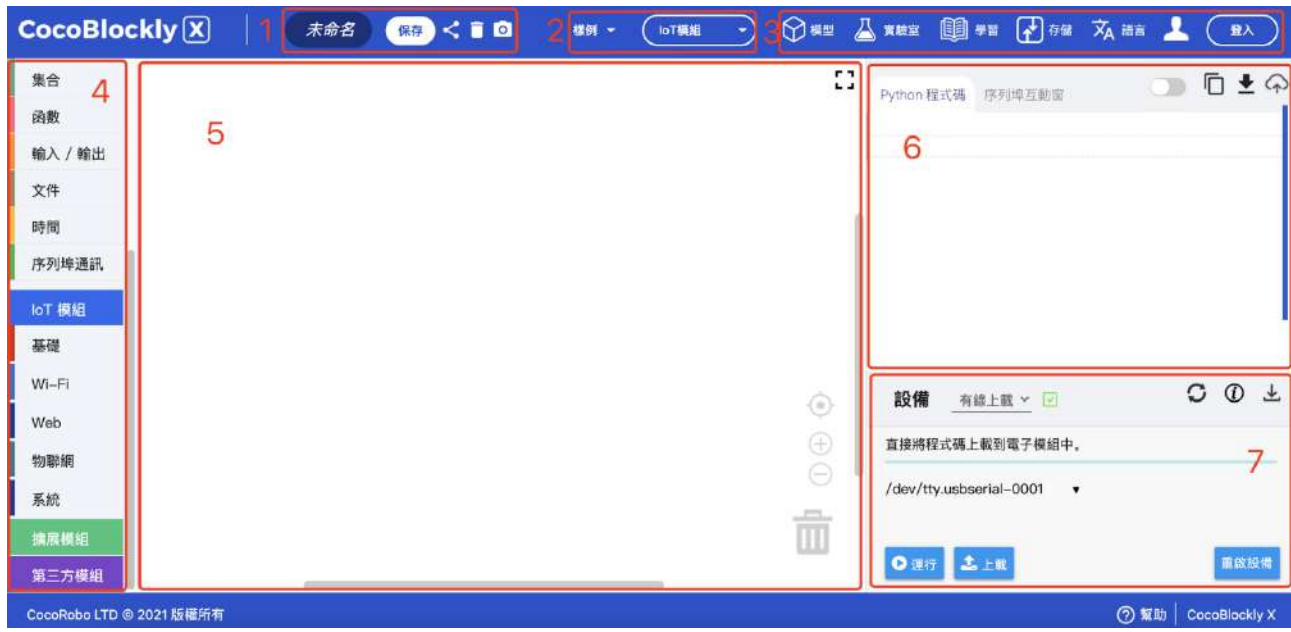 CocoBlockly X
1
未命名
保存
2
樣例
IoT模組
3
模型
實驗室
學習
存儲
語言
登入
4
集合
函數
輸入 / 輸出
文件
時間
序列埠通訊
IoT 模組
基礎
Wi-Fi
Web
物聯網
系統
擴展模組
第三方模組
5
Python 程式碼
序列埠互動窗
6
設備
有線上載
直接將程式碼上載到電子模組中。
7
/dev/tty.usbserial-0001
運行
上載
重啟設備
CocoRobo LTD © 2021 版權所有
幫助
CocoBlockly X